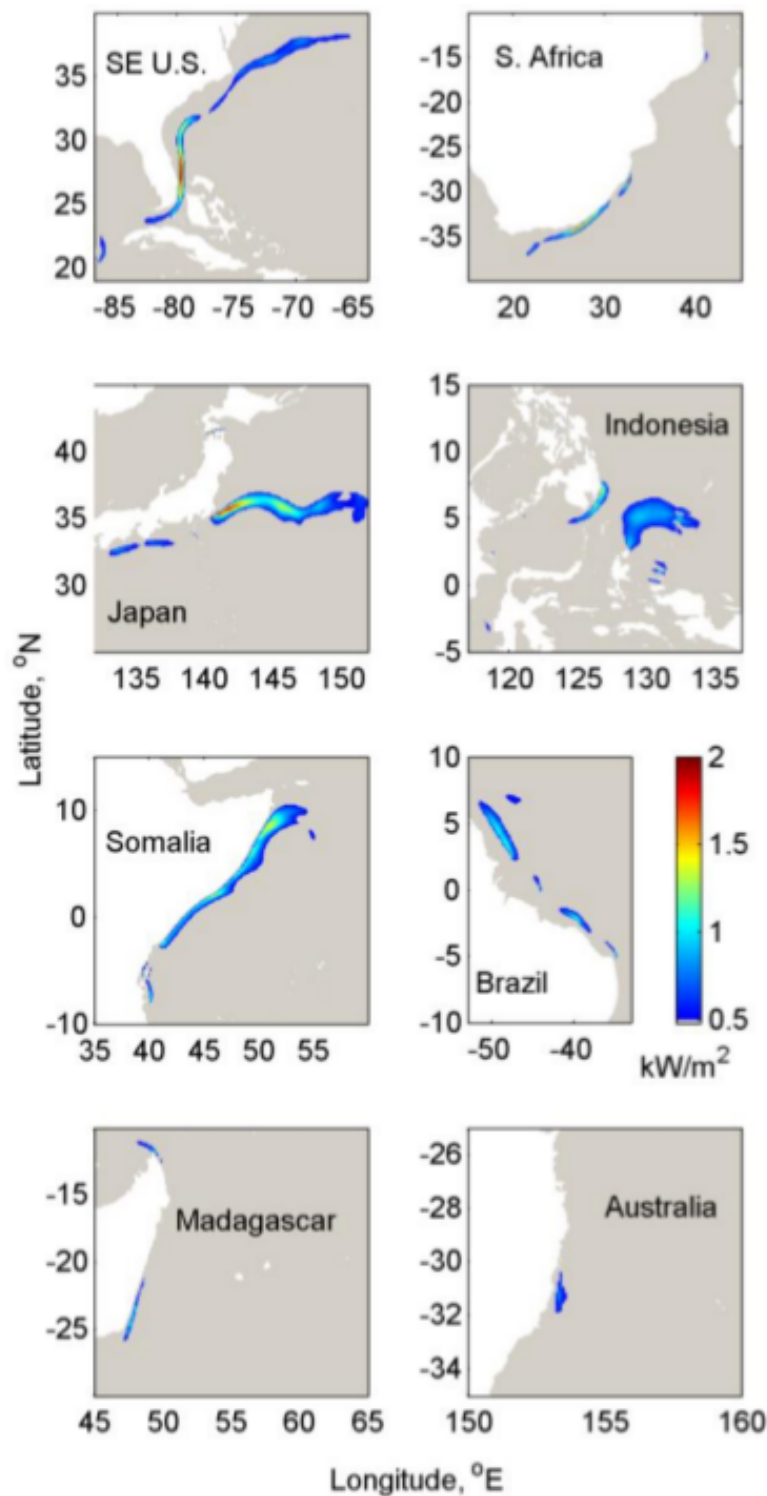 SE U.S.
35
30
25
20
-85 -80 -75 -70 -65
S. Africa
-15
-20
-25
-30
-35
20 30 40
Japan
40
35
30
135 140 145 150
Indonesia
15
10
5
0
-5
120 125 130 135
Somalia
10
0
-10
35 40 45 50 55
Brazil
10
5
0
-5
-10
-50 -40
2
1.5
1
0.5
kW/m²
Madagascar
-15
-20
-25
45 50 55 60 65
Australia
-26
-28
-30
-32
-34
150 155 160
Latitude, ᵒN
Longitude, ᵒE